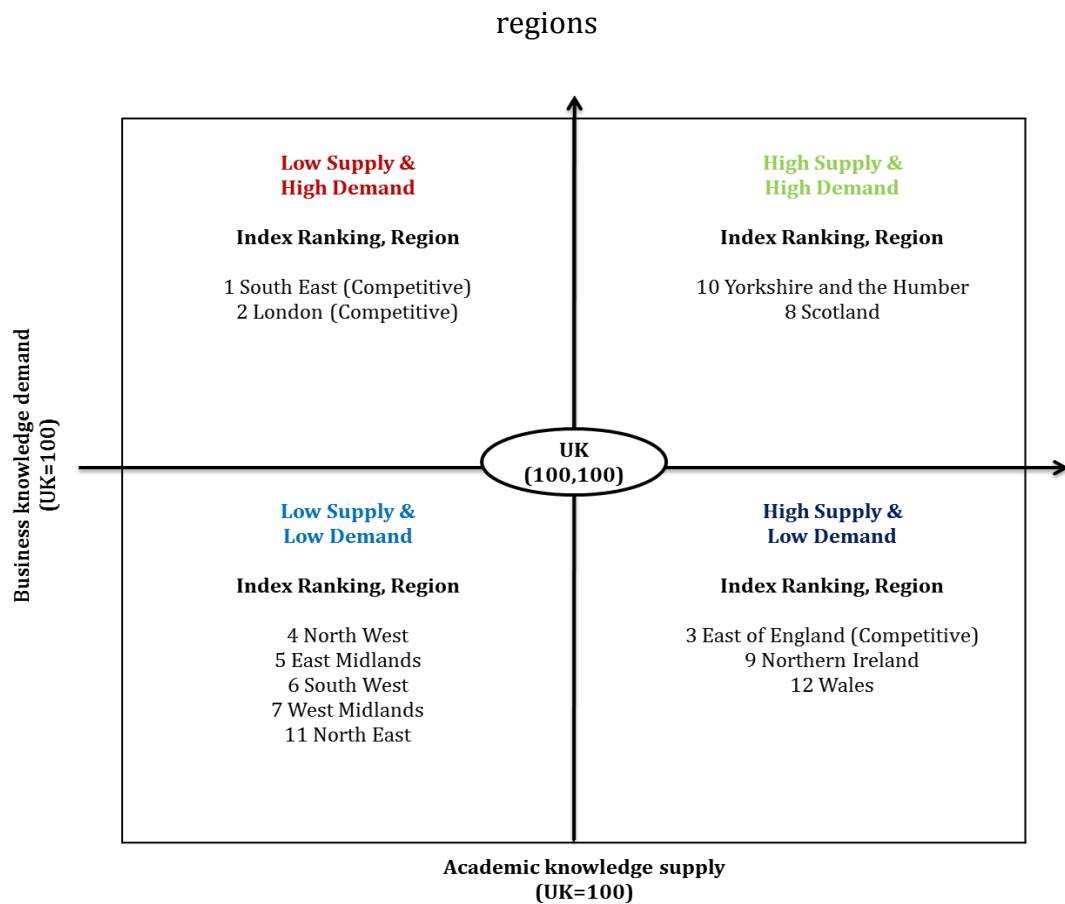 regions
Low Supply &
High Demand
Index Ranking, Region
1 South East (Competitive)
2 London (Competitive)
High Supply &
High Demand
Index Ranking, Region
10 Yorkshire and the Humber
8 Scotland
Business knowledge demand
(UK=100)
UK
(100,100)
Low Supply &
Low Demand
Index Ranking, Region
4 North West
5 East Midlands
6 South West
7 West Midlands
11 North East
High Supply &
Low Demand
Index Ranking, Region
3 East of England (Competitive)
9 Northern Ireland
12 Wales
Academic knowledge supply
(UK=100)